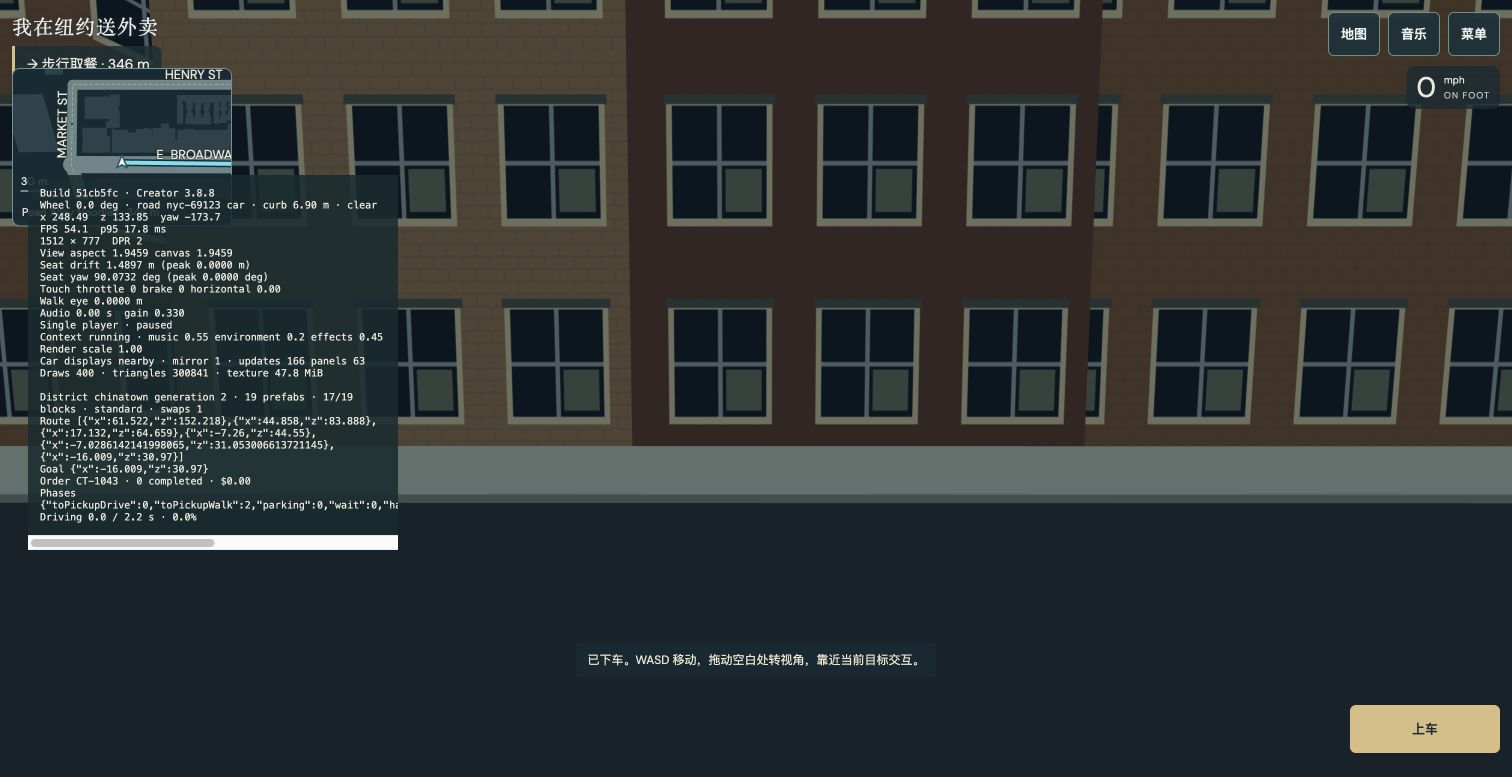 我在纽约送外卖
→ 步行取餐 · 346 m
地图
音乐
菜单
0 mph
ON FOOT
HENRY ST
MARKET ST
E BROADWA
30 m
Build 51cb5fc · Creator 3.8.8
Wheel 0.0 deg · road nyc-69123 car · curb 6.90 m · clear
x 248.49 z 133.85 yaw -173.7
FPS 54.1 p95 17.8 ms
1512 × 777 DPR 2
View aspect 1.9459 canvas 1.9459
Seat drift 1.4897 m (peak 0.0000 m)
Seat yaw 90.0732 deg (peak 0.0000 deg)
Touch throttle 0 brake 0 horizontal 0.00
Walk eye 0.0000 m
Audio 0.00 s gain 0.330
Single player · paused
Context running · music 0.55 environment 0.2 effects 0.45
Render scale 1.00
Car displays nearby · mirror 1 · updates 166 panels 63
Draws 400 · triangles 300841 · texture 47.8 MiB
District chinatown generation 2 · 19 prefabs · 17/19
blocks · standard · swaps 1
Route [{"x":61.522,"z":152.218},{"x":44.858,"z":83.888},
{"x":17.132,"z":64.659},{"x":-7.26,"z":44.55},
{"x":-7.0286142141998065,"z":31.053006613721145},
{"x":-16.009,"z":30.97}]
Goal {"x":-16.009,"z":30.97}
Order CT-1043 · 0 completed · $0.00
Phases
{"toPickupDrive":0,"toPickupWalk":2,"parking":0,"wait":0,"ha
Driving 0.0 / 2.2 s · 0.0%
已下车。WASD 移动，拖动空白处转视角，靠近当前目标交互。
上车